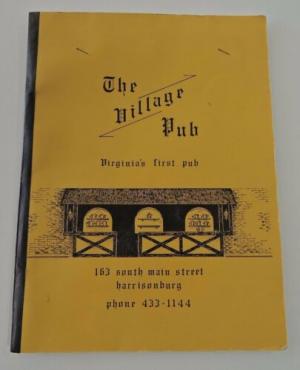 The
Village
Pub
Virginia's first pub
163 south main street
harrisonburg
phone 433-1144